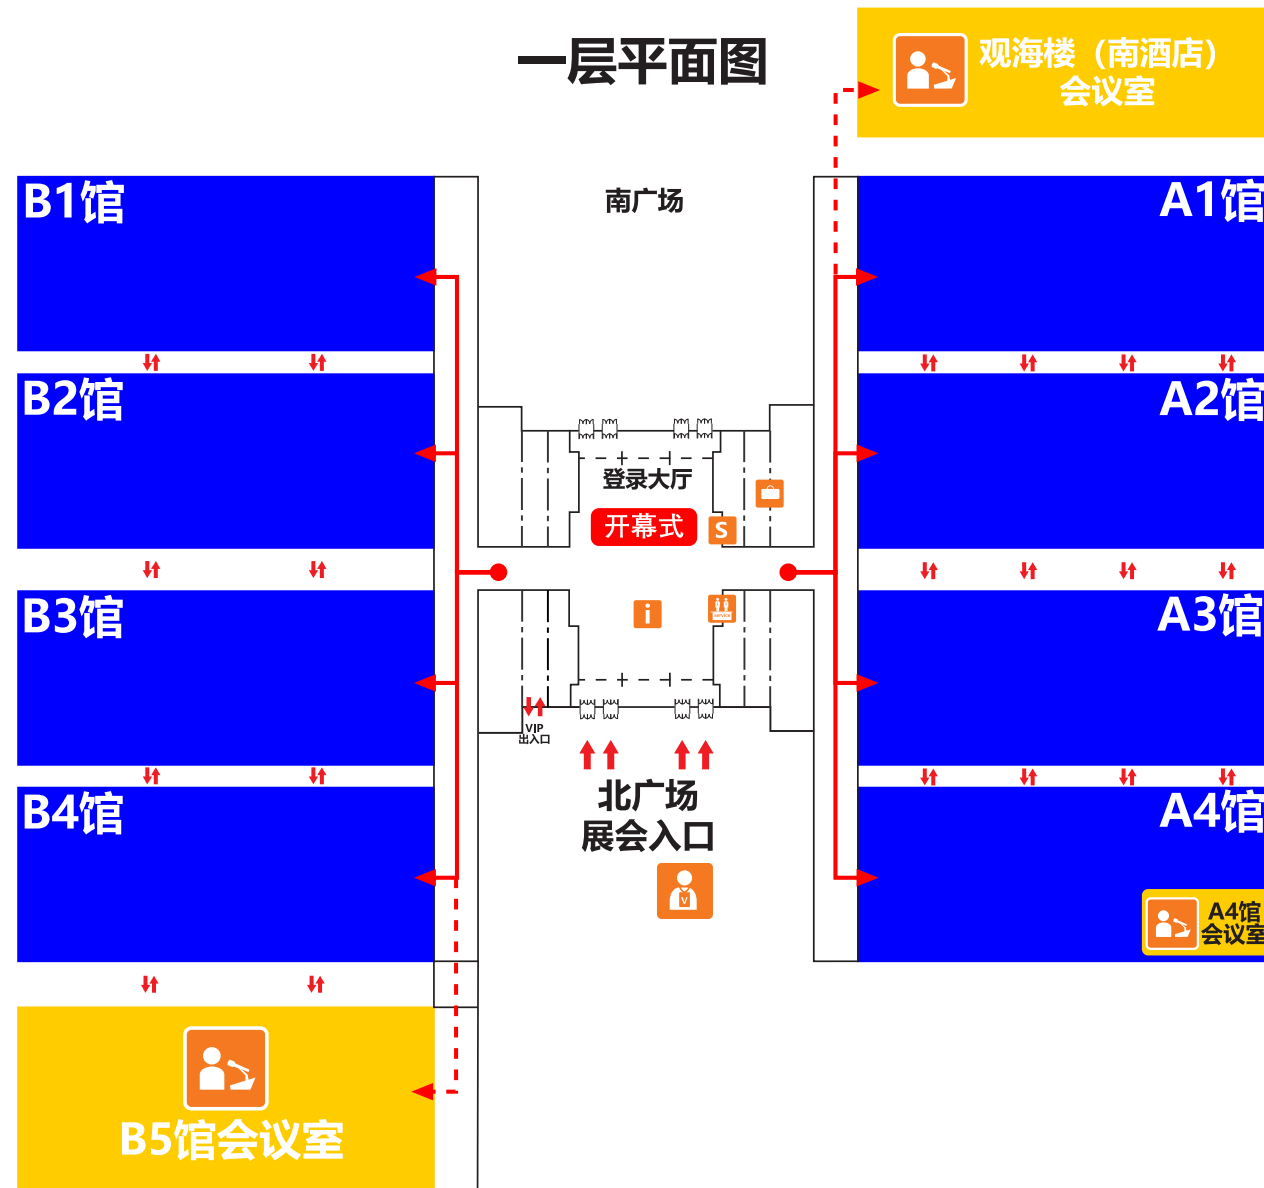 一层平面图
观海楼（南酒店）
会议室
B1馆
南广场
A1馆
B2馆
A2馆
登录大厅
开幕式
S
B3馆
i
SERVICE
A3馆
VIP
出入口
B4馆
北广场
展会入口
A4馆
V
A4馆
会议室
B5馆会议室